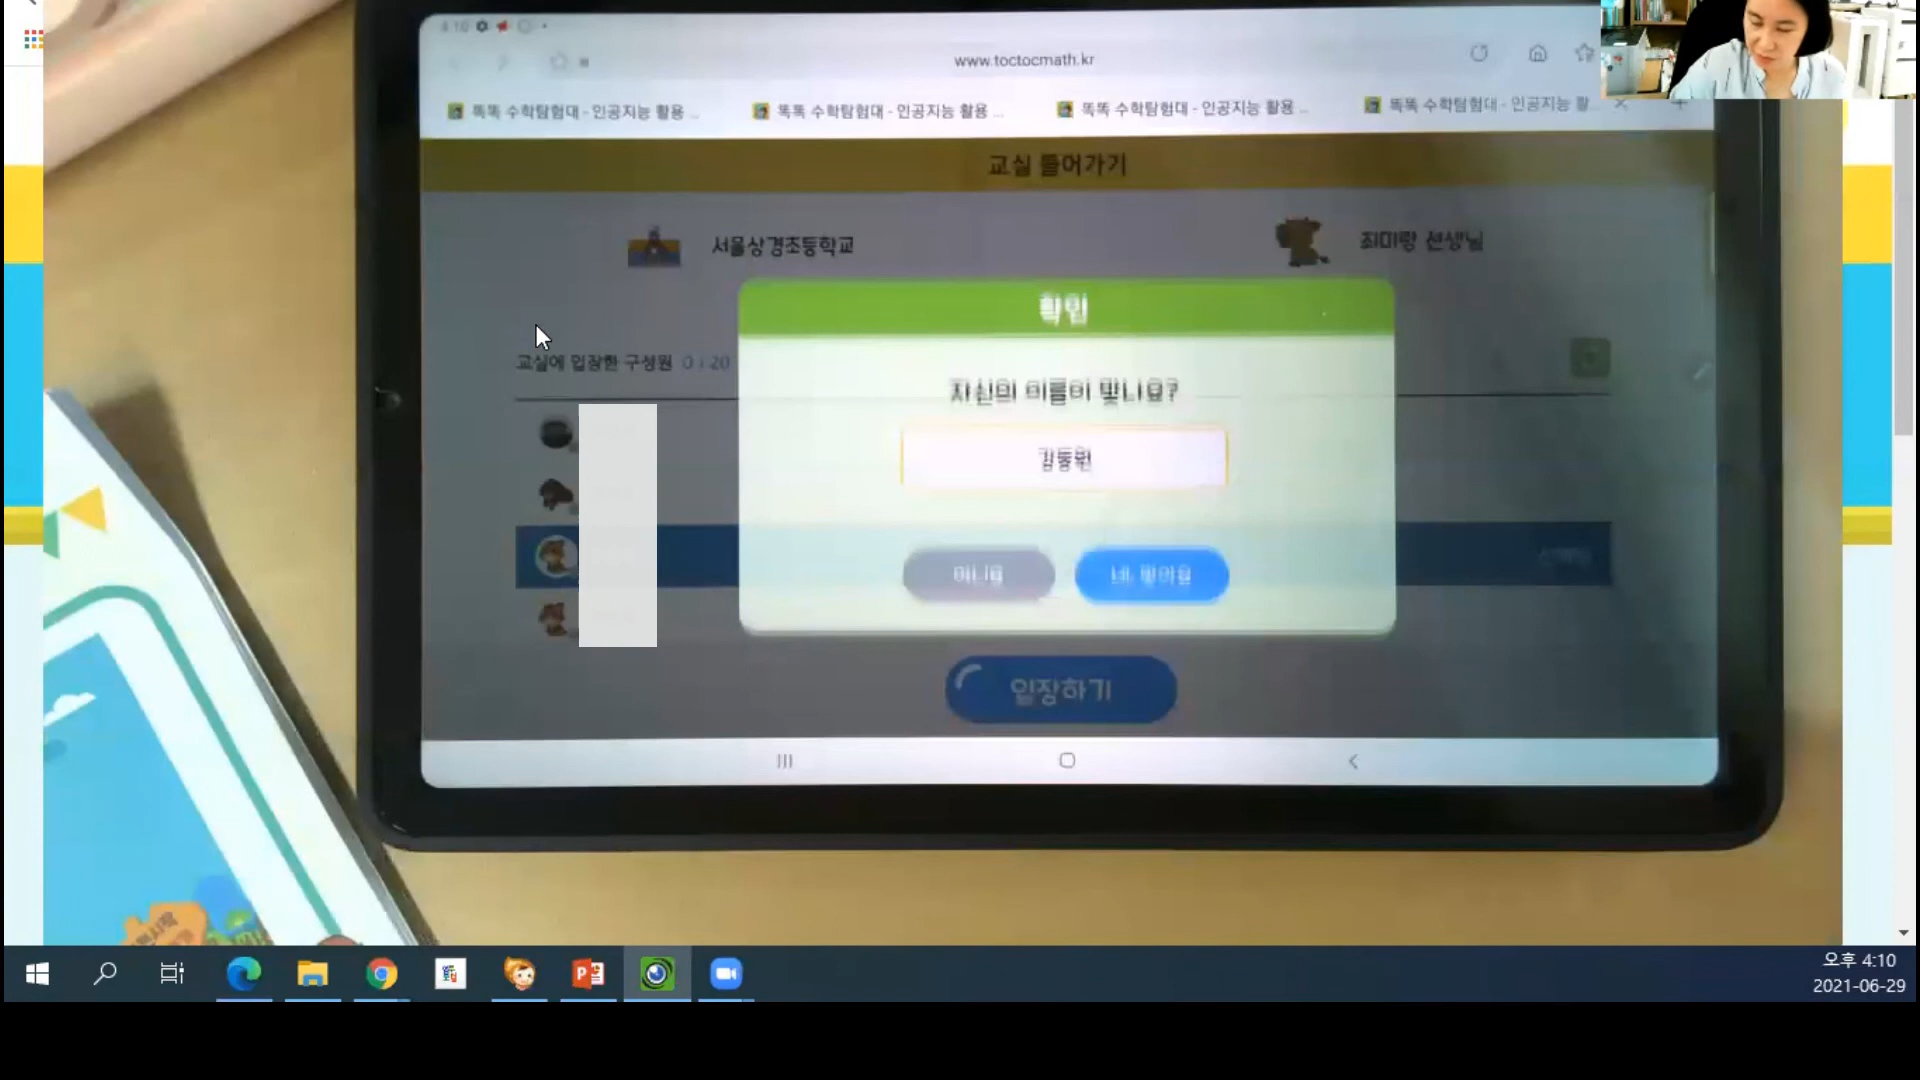 4:10
www.toctocmath.kr
똑똑 수학탐험대 - 인공지능 활용 ...
똑똑 수학탐험대 - 인공지능 활용 ...
똑똑 수학탐험대 - 인공지능 활용 ...
똑똑 수학탐험대 - 인공지능 활
교실 들어가기
서울상경초등학교
최미랑 선생님
확인
교실에 입장한 구성원 0 / 20
자신의 이름이 맞나요?
김동현
아니요
네, 맞아요
입장하기
오후 4:10
2021-06-29